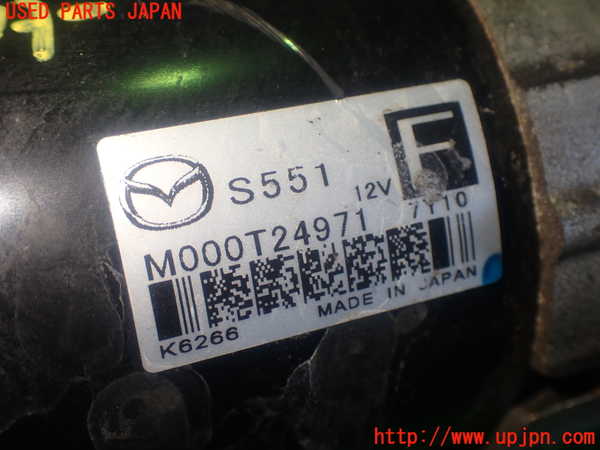 USED PARTS JAPAN
S551
12V
F
M000T24971
7110
MADE IN JAPAN
K6266
http://www.upjpn.com